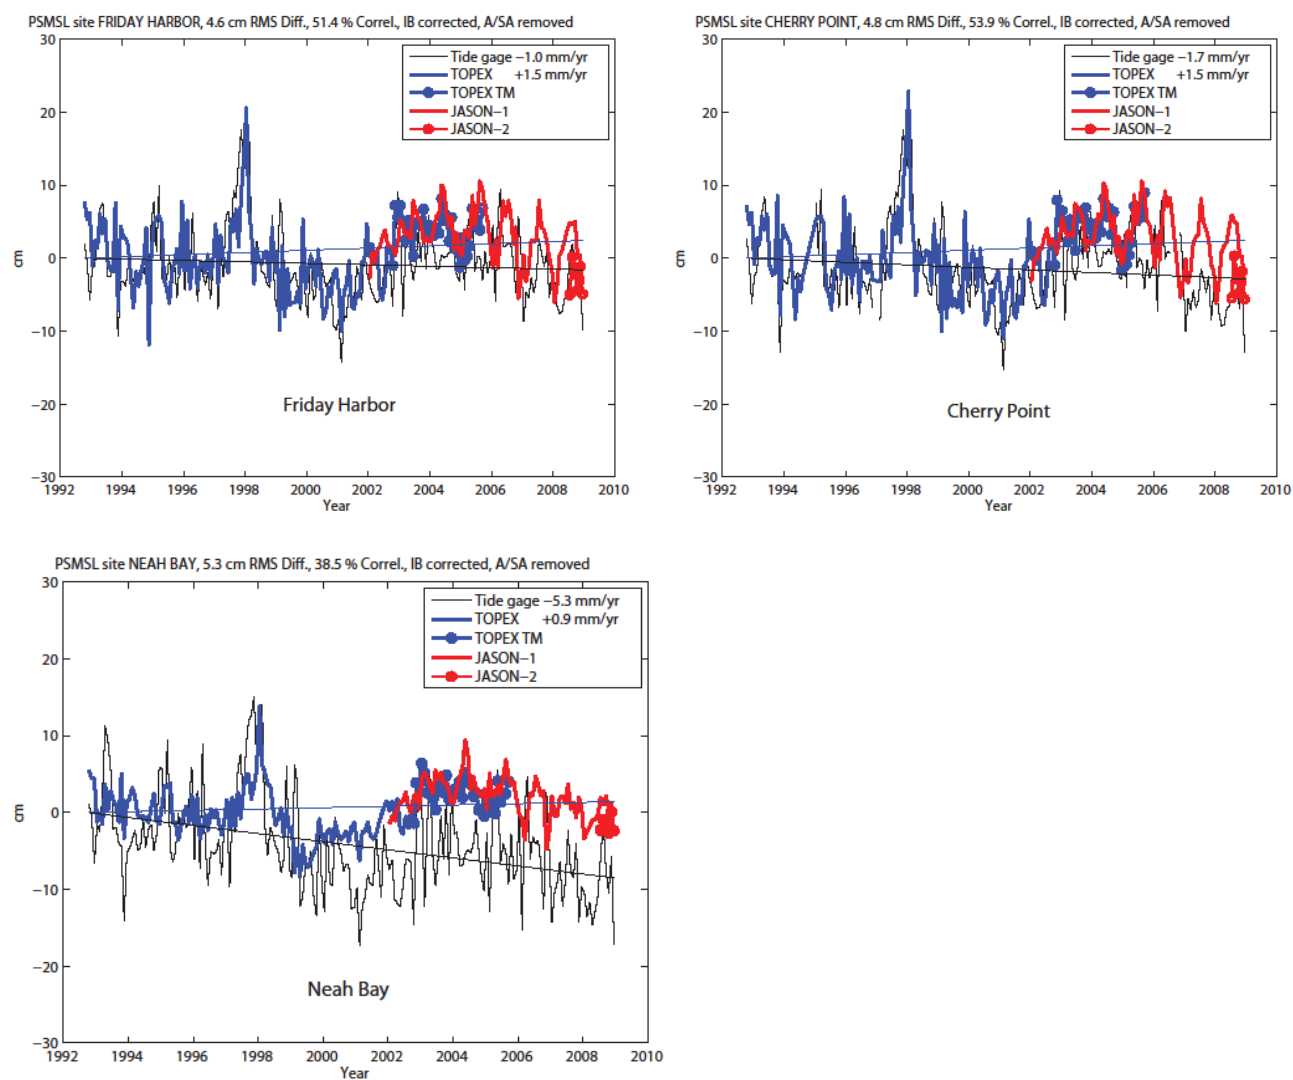 PSMSL site FRIDAY HARBOR, 4.6 cm RMS Diff., 51.4 % Correl., IB corrected, A/SA removed
30
20
10
0
−10
−20
−30
cm
Tide gage −1.0 mm/yr
TOPEX +1.5 mm/yr
TOPEX TM
JASON−1
JASON−2
Friday Harbor
1992 1994 1996 1998 2000 2002 2004 2006 2008 2010
Year
PSMSL site CHERRY POINT, 4.8 cm RMS Diff., 53.9 % Correl., IB corrected, A/SA removed
30
20
10
0
−10
−20
−30
cm
Tide gage −1.7 mm/yr
TOPEX +1.5 mm/yr
TOPEX TM
JASON−1
JASON−2
Cherry Point
1992 1994 1996 1998 2000 2002 2004 2006 2008 2010
Year
PSMSL site NEAH BAY, 5.3 cm RMS Diff., 38.5 % Correl., IB corrected, A/SA removed
30
20
10
0
−10
−20
−30
cm
Tide gage −5.3 mm/yr
TOPEX +0.9 mm/yr
TOPEX TM
JASON−1
JASON−2
Neah Bay
1992 1994 1996 1998 2000 2002 2004 2006 2008 2010
Year